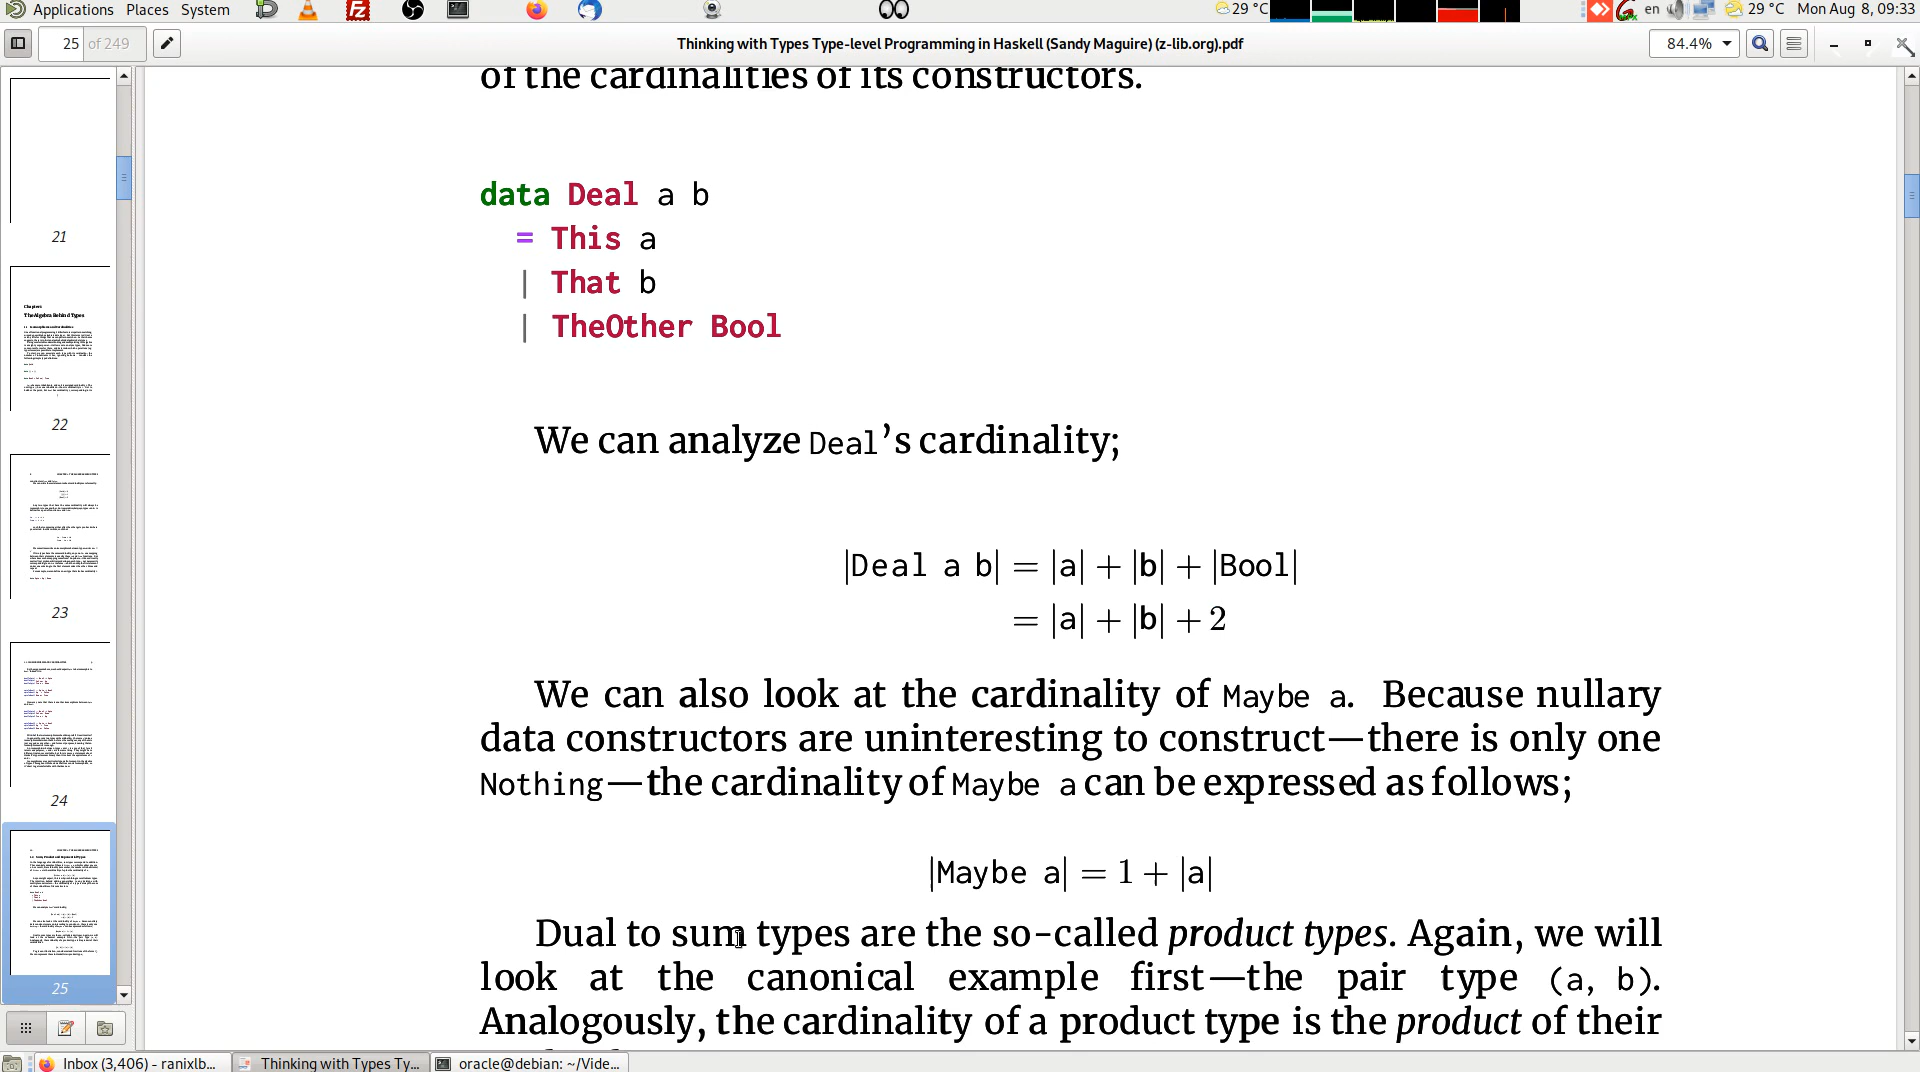 Applications Places System
29 °C
en
29 °C Mon Aug 8, 09:33
25 of 249
Thinking with Types Type-level Programming in Haskell (Sandy Maguire) (z-lib.org).pdf
84.4%
21
22
23
24
25
of the cardinalities of its constructors.
data Deal a b
= This a
| That b
| TheOther Bool
We can analyze Deal’s cardinality;
|Deal a b| = |a| + |b| + |Bool|
= |a| + |b| + 2
We can also look at the cardinality of Maybe a. Because nullary
data constructors are uninteresting to construct—there is only one
Nothing—the cardinality of Maybe a can be expressed as follows;
|Maybe a| = 1 + |a|
Dual to sum types are the so-called product types. Again, we will
look at the canonical example first—the pair type (a, b).
Analogously, the cardinality of a product type is the product of their
Inbox (3,406) - ranixlb...
Thinking with Types Ty...
oracle@debian: ~/Vide...